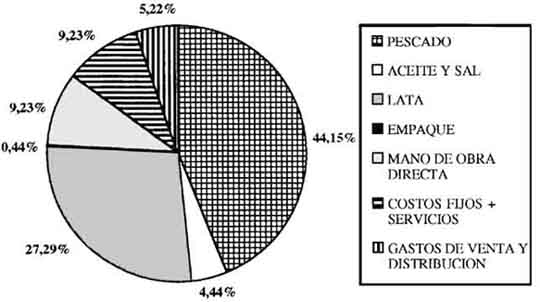 5,22%
9,23%
9,23%
0,44%
27,29%
4,44%
44,15%
PESCADO
ACEITE Y SAL
LATA
EMPAQUE
MANO DE OBRA
DIRECTA
COSTOS FIJOS +
SERVICIOS
GASTOS DE VENTA Y
DISTRIBUCION